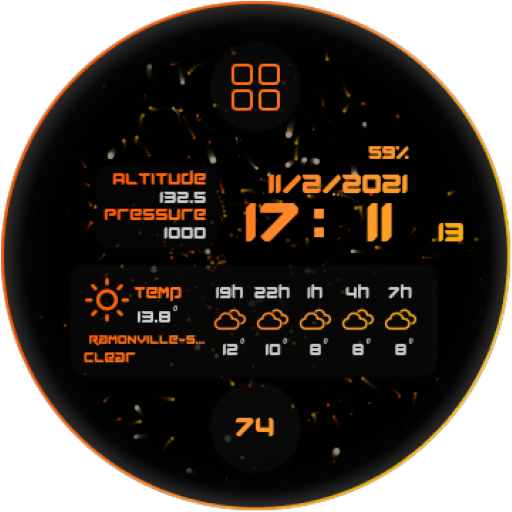 59%
Altitude
132.5
Pressure
1000
11/2/2021
17: 11
13
Temp
13.8°
Ramonville-S...
Clear
19h 22h 1h 4h 7h
12° 10° 8° 8° 8°
74